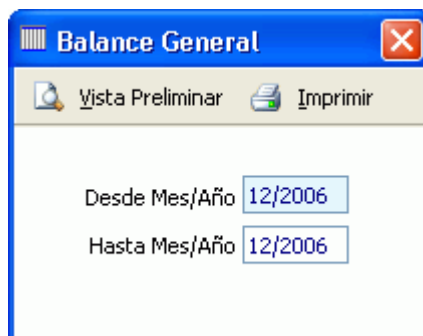 Balance General
Vista Preliminar Imprimir
Desde Mes/Año 12/2006
Hasta Mes/Año 12/2006